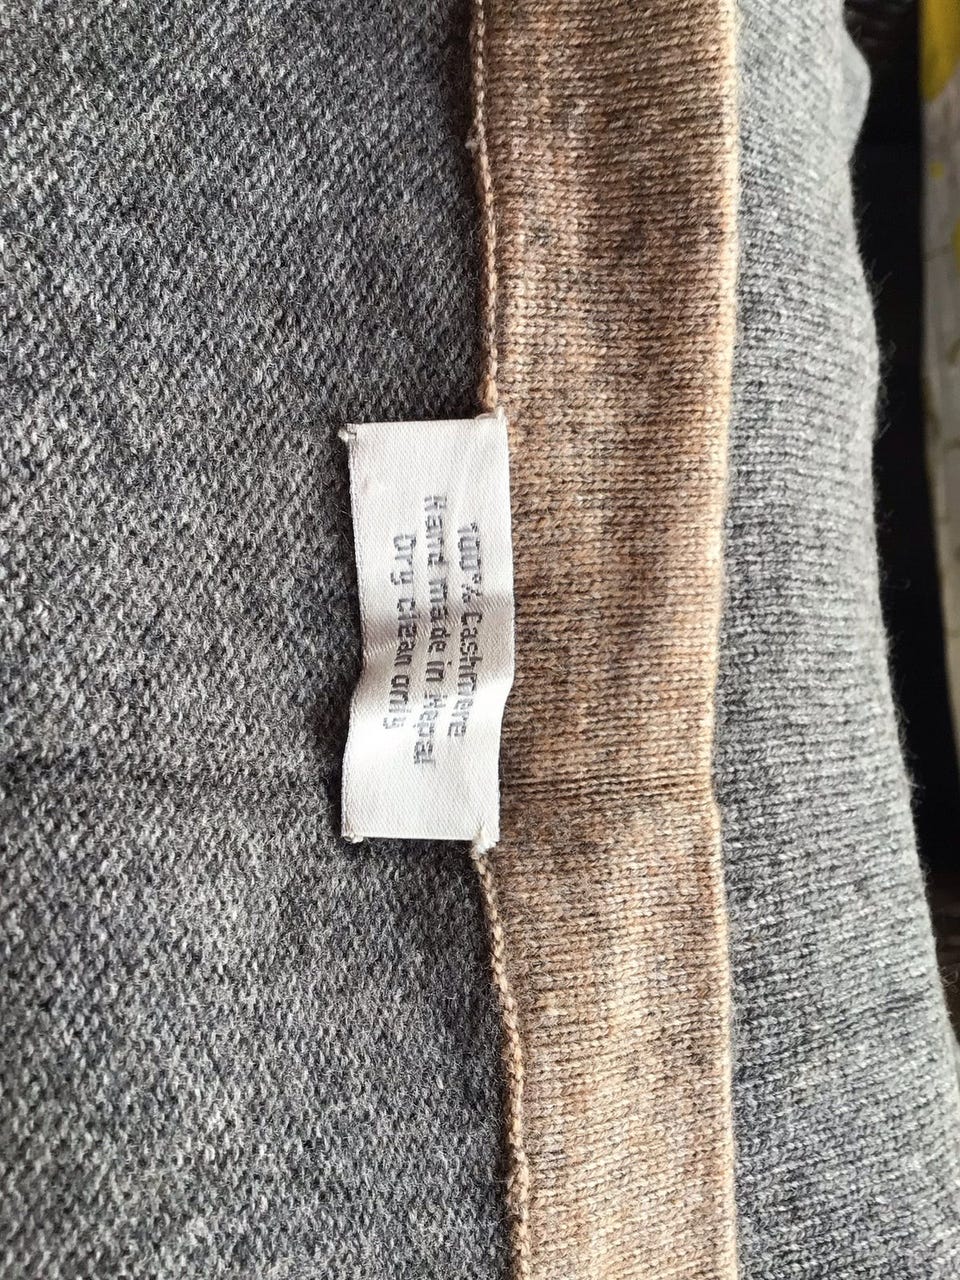 100% Cashmere
Hand made in Nepal
Dry clean only